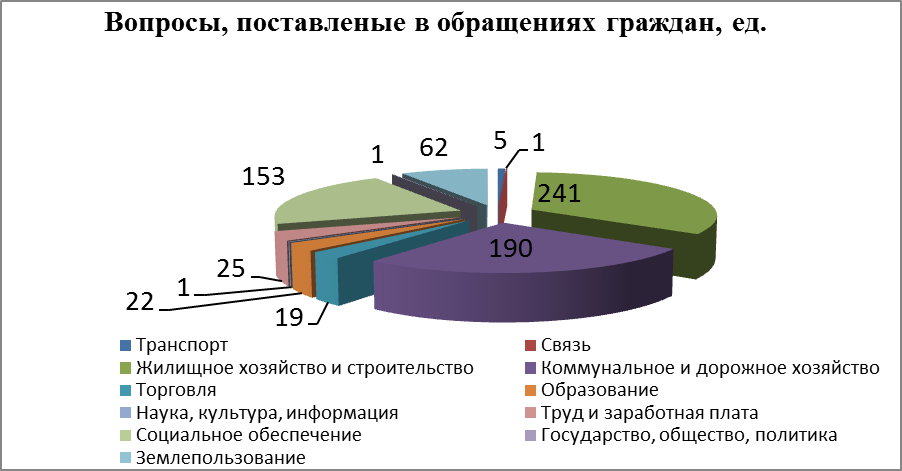 Вопросы, поставленые в обращениях граждан, ед.
5
1
62
1
153
241
190
25
1
22
19
Транспорт
Связь
Жилищное хозяйство и строительство
Коммунальное и дорожное хозяйство
Торговля
Образование
Наука, культура, информация
Труд и заработная плата
Социальное обеспечение
Государство, общество, политика
Землепользование